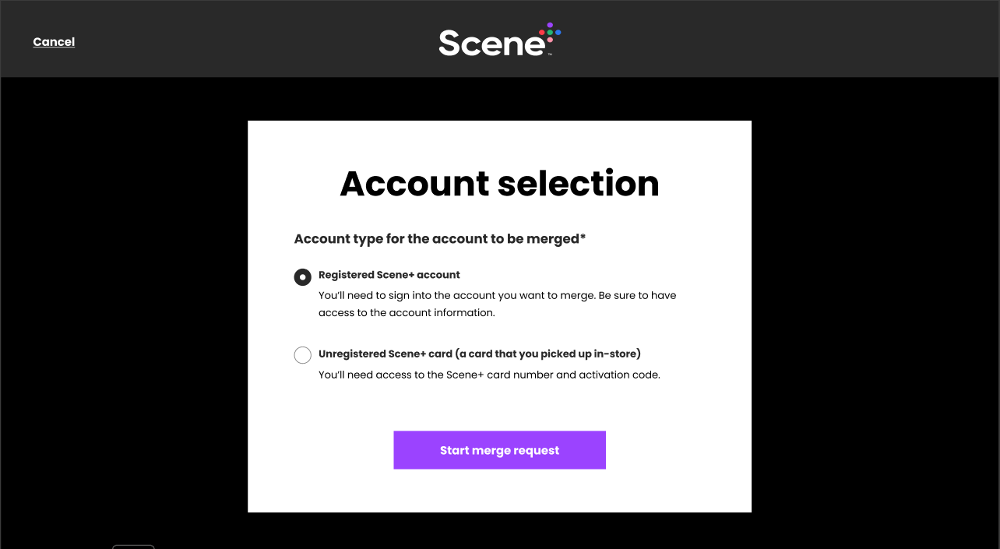 Cancel
Scene
™
Account selection
Account type for the account to be merged*
Registered Scene+ account
You’ll need to sign into the account you want to merge. Be sure to have
access to the account information.
Unregistered Scene+ card (a card that you picked up in-store)
You’ll need access to the Scene+ card number and activation code.
Start merge request